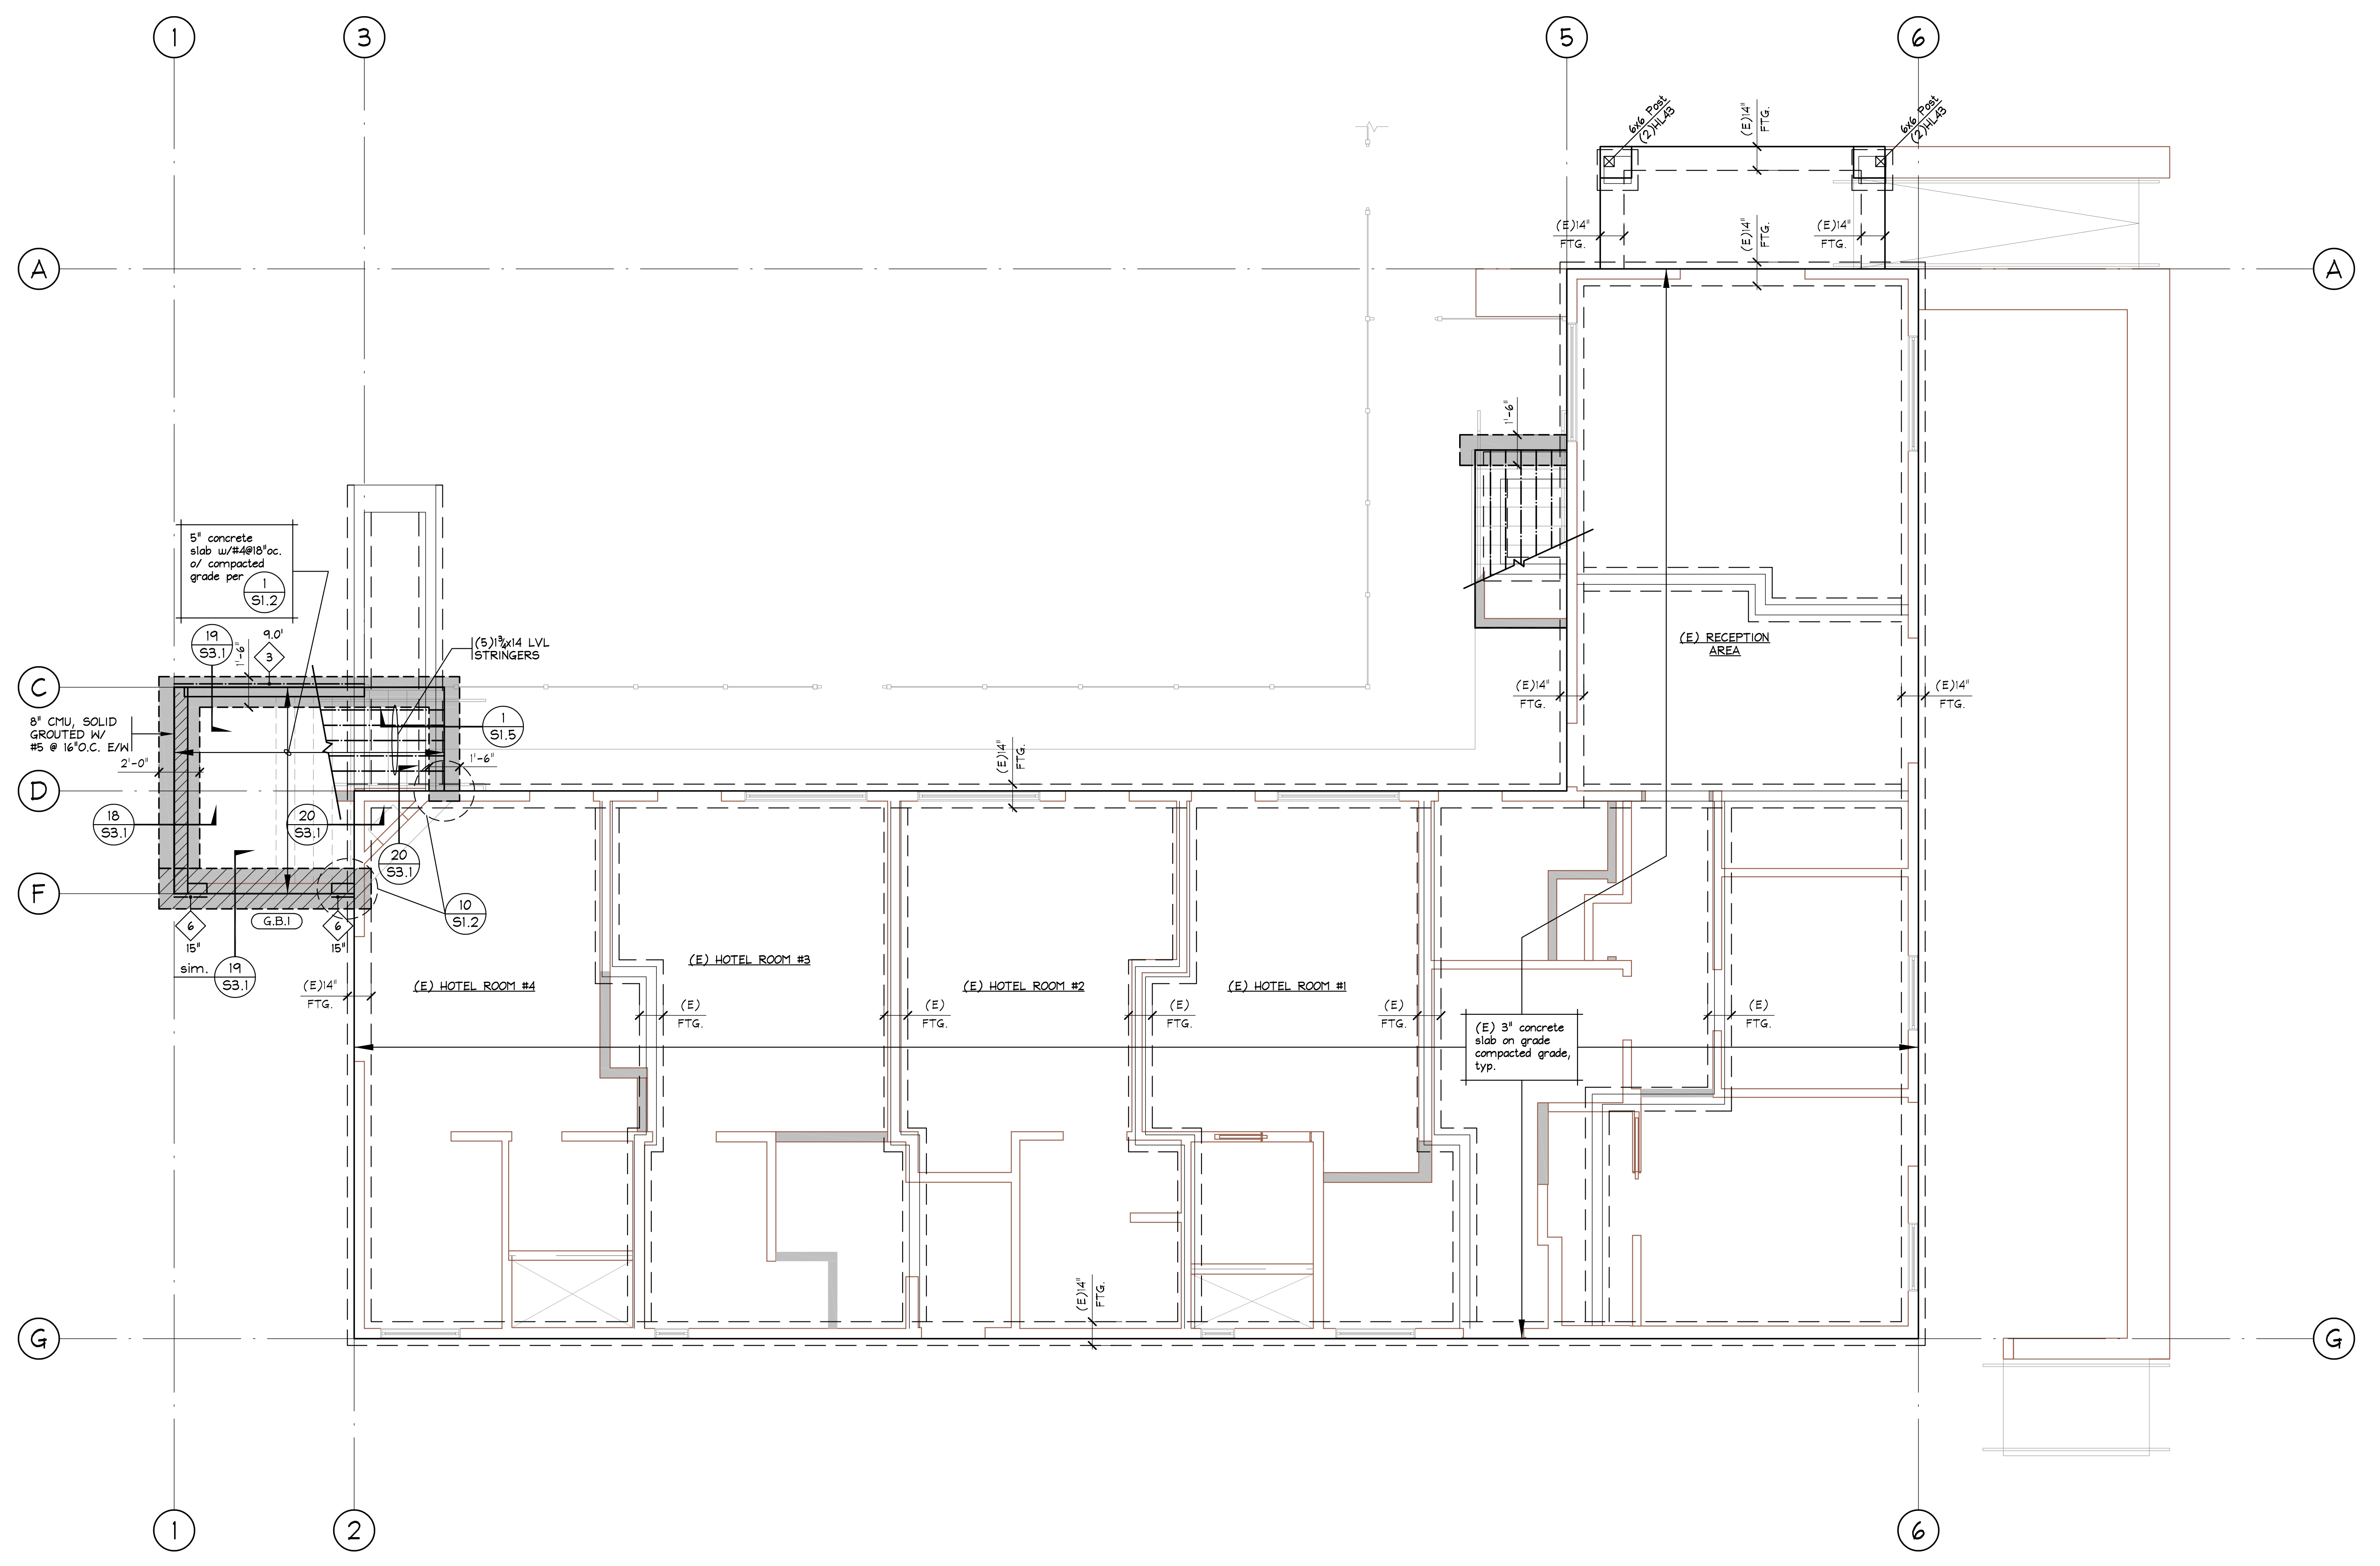 1
3
5
6
6x6 Post
(2)HL43
(E)14"
FTG.
6x6 Post
(2)HL43
(E)14"
FTG.
(E)14"
FTG.
(E)14"
FTG.
A
A
1'-6"
5" concrete
slab w/#4@18"oc.
o/ compacted
grade per
1
S1.2
19
S3.1
1'-6"
9.0'
3
(5)1¾x14 LVL
STRINGERS
(E) RECEPTION
AREA
C
8" CMU, SOLID
GROUTED W/
#5 @ 16"O.C. E/W
2'-0"
1
S1.5
1'-6"
(E)14"
FTG.
(E)14"
FTG.
(E)14"
FTG.
D
18
S3.1
20
S3.1
20
S3.1
F
6
15"
G.B.1
6
15"
10
S1.2
sim.
19
S3.1
(E)14"
FTG.
(E) HOTEL ROOM #4
(E) HOTEL ROOM #3
(E) HOTEL ROOM #2
(E) HOTEL ROOM #1
(E)
FTG.
(E)
FTG.
(E)
FTG.
(E)
FTG.
(E)
FTG.
(E) 3" concrete
slab on grade
compacted grade,
typ.
(E)14"
FTG.
G
G
1
2
6